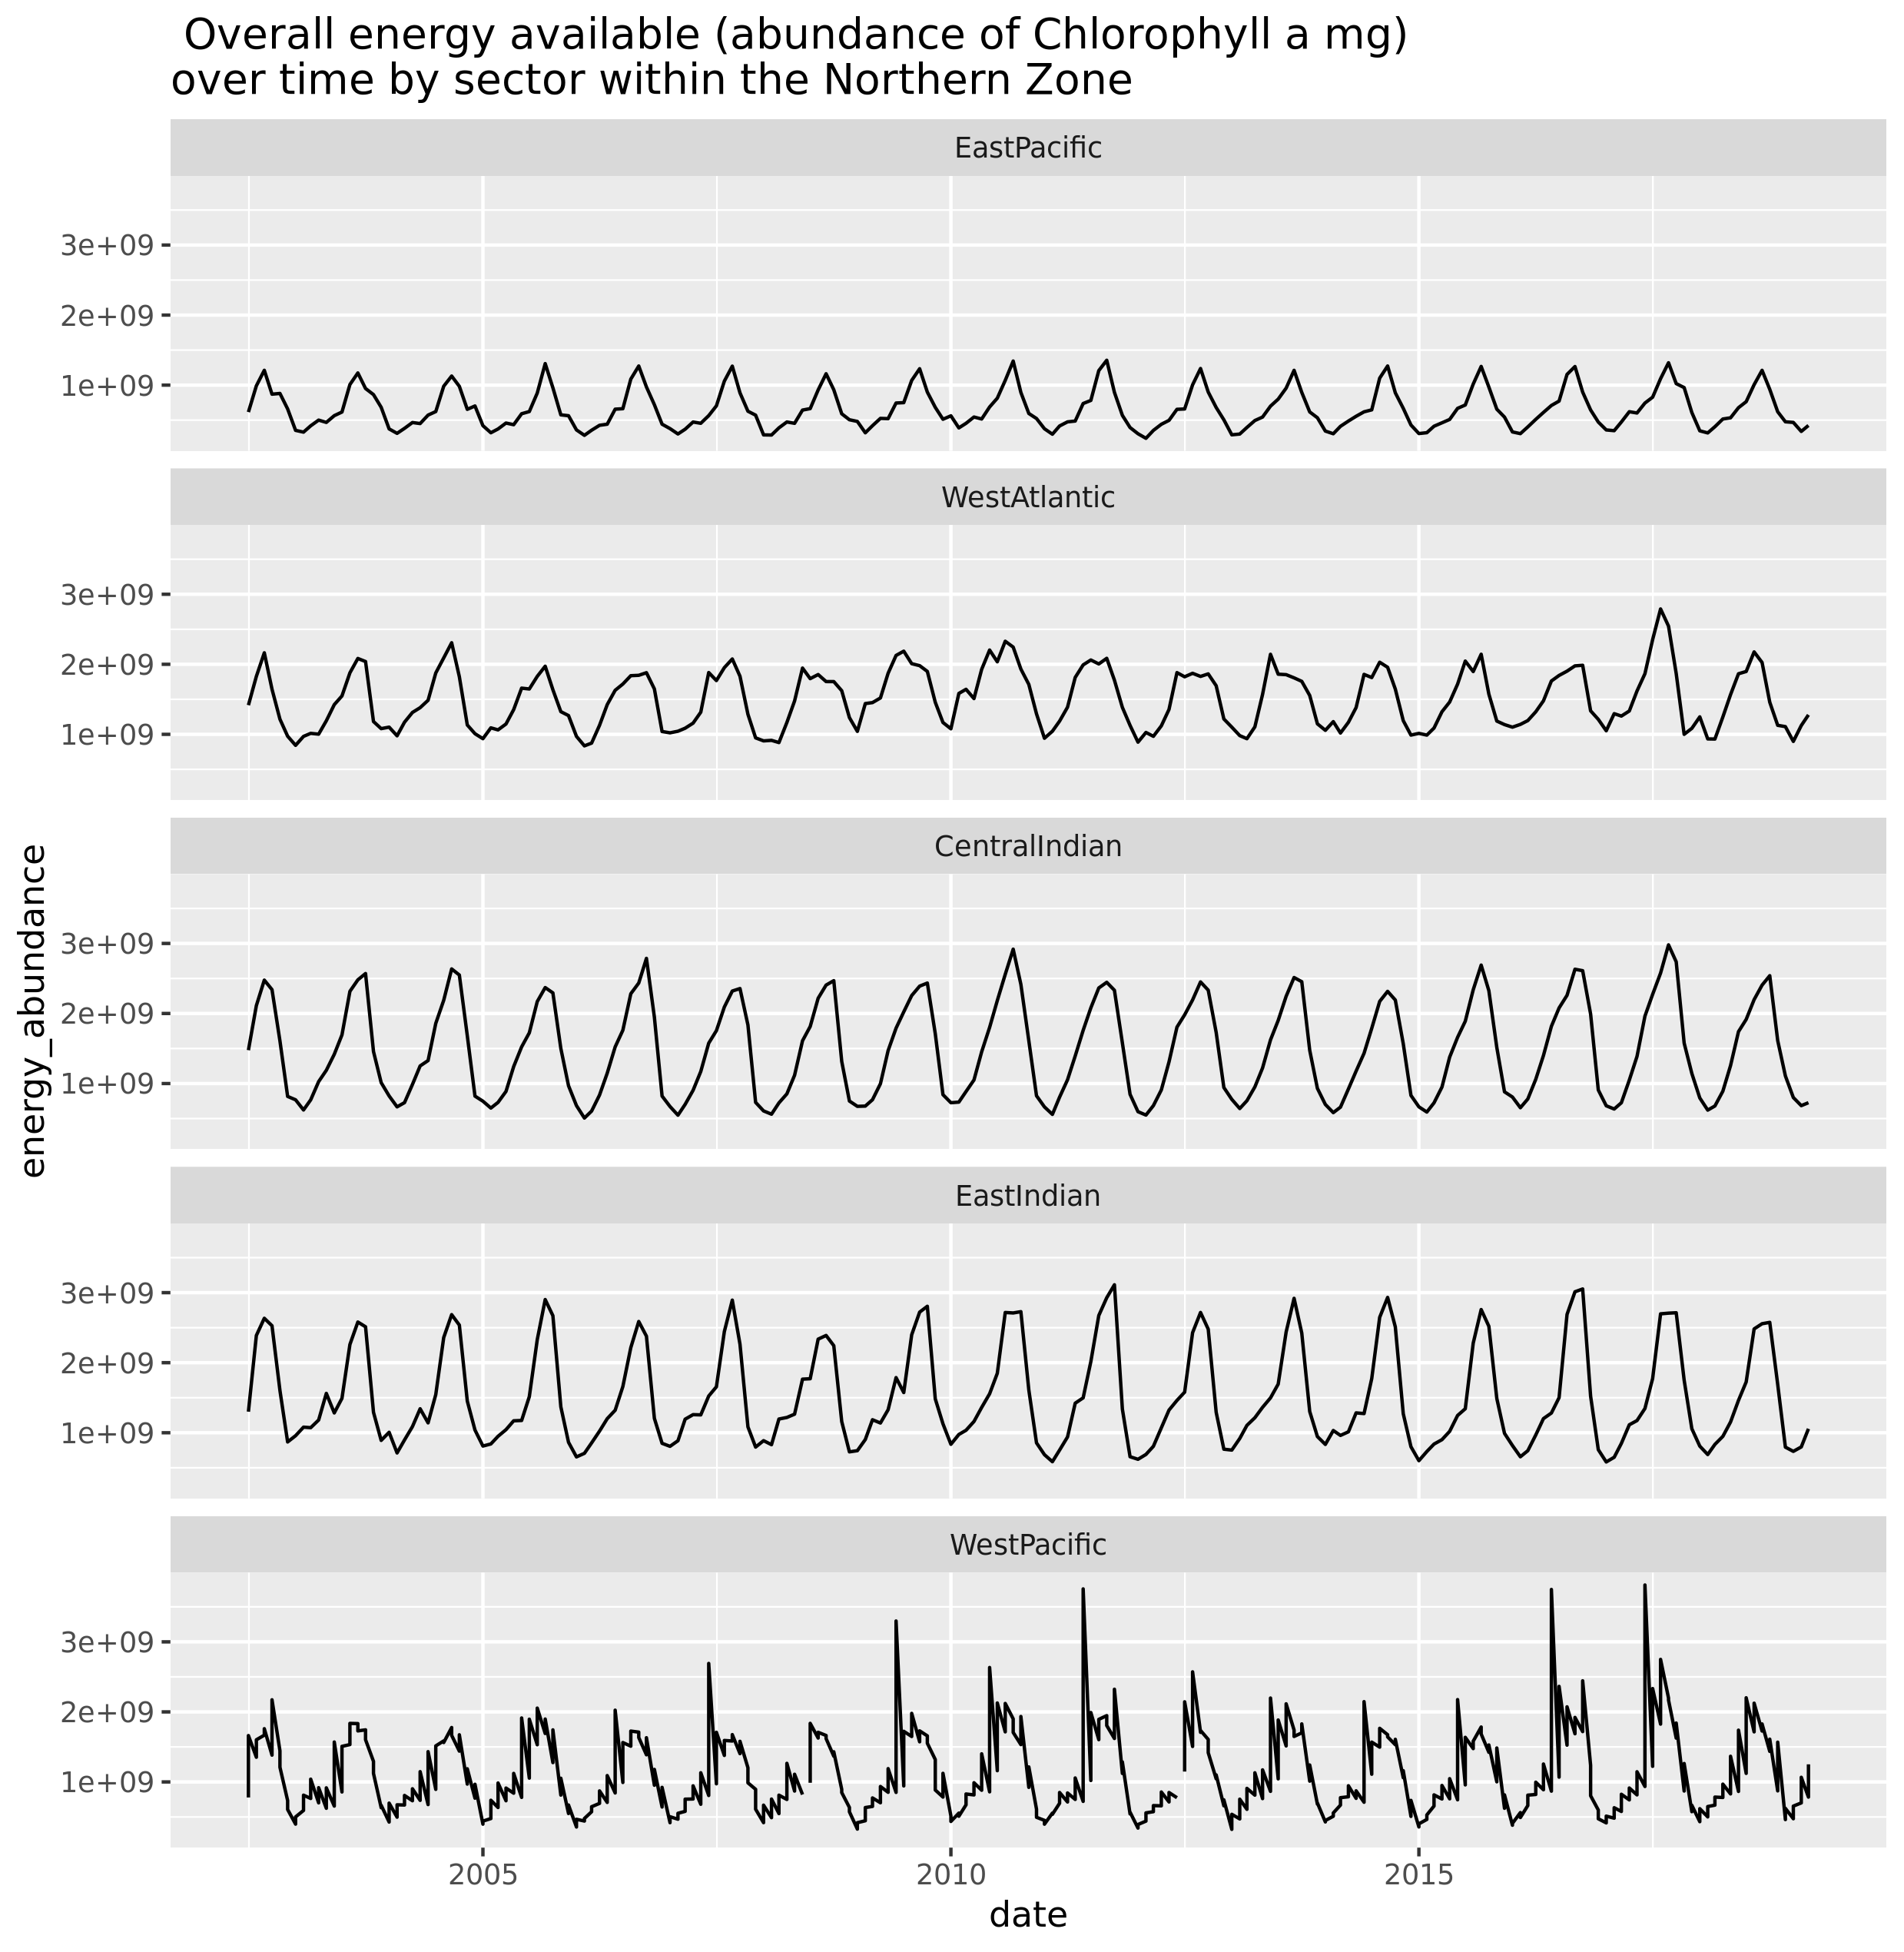 Overall energy available (abundance of Chlorophyll a mg)
over time by sector within the Northern Zone
EastPacific
3e+09
2e+09
1e+09
WestAtlantic
3e+09
2e+09
1e+09
CentralIndian
3e+09
2e+09
1e+09
EastIndian
3e+09
2e+09
1e+09
WestPacific
3e+09
2e+09
1e+09
energy_abundance
2005 2010 2015
date